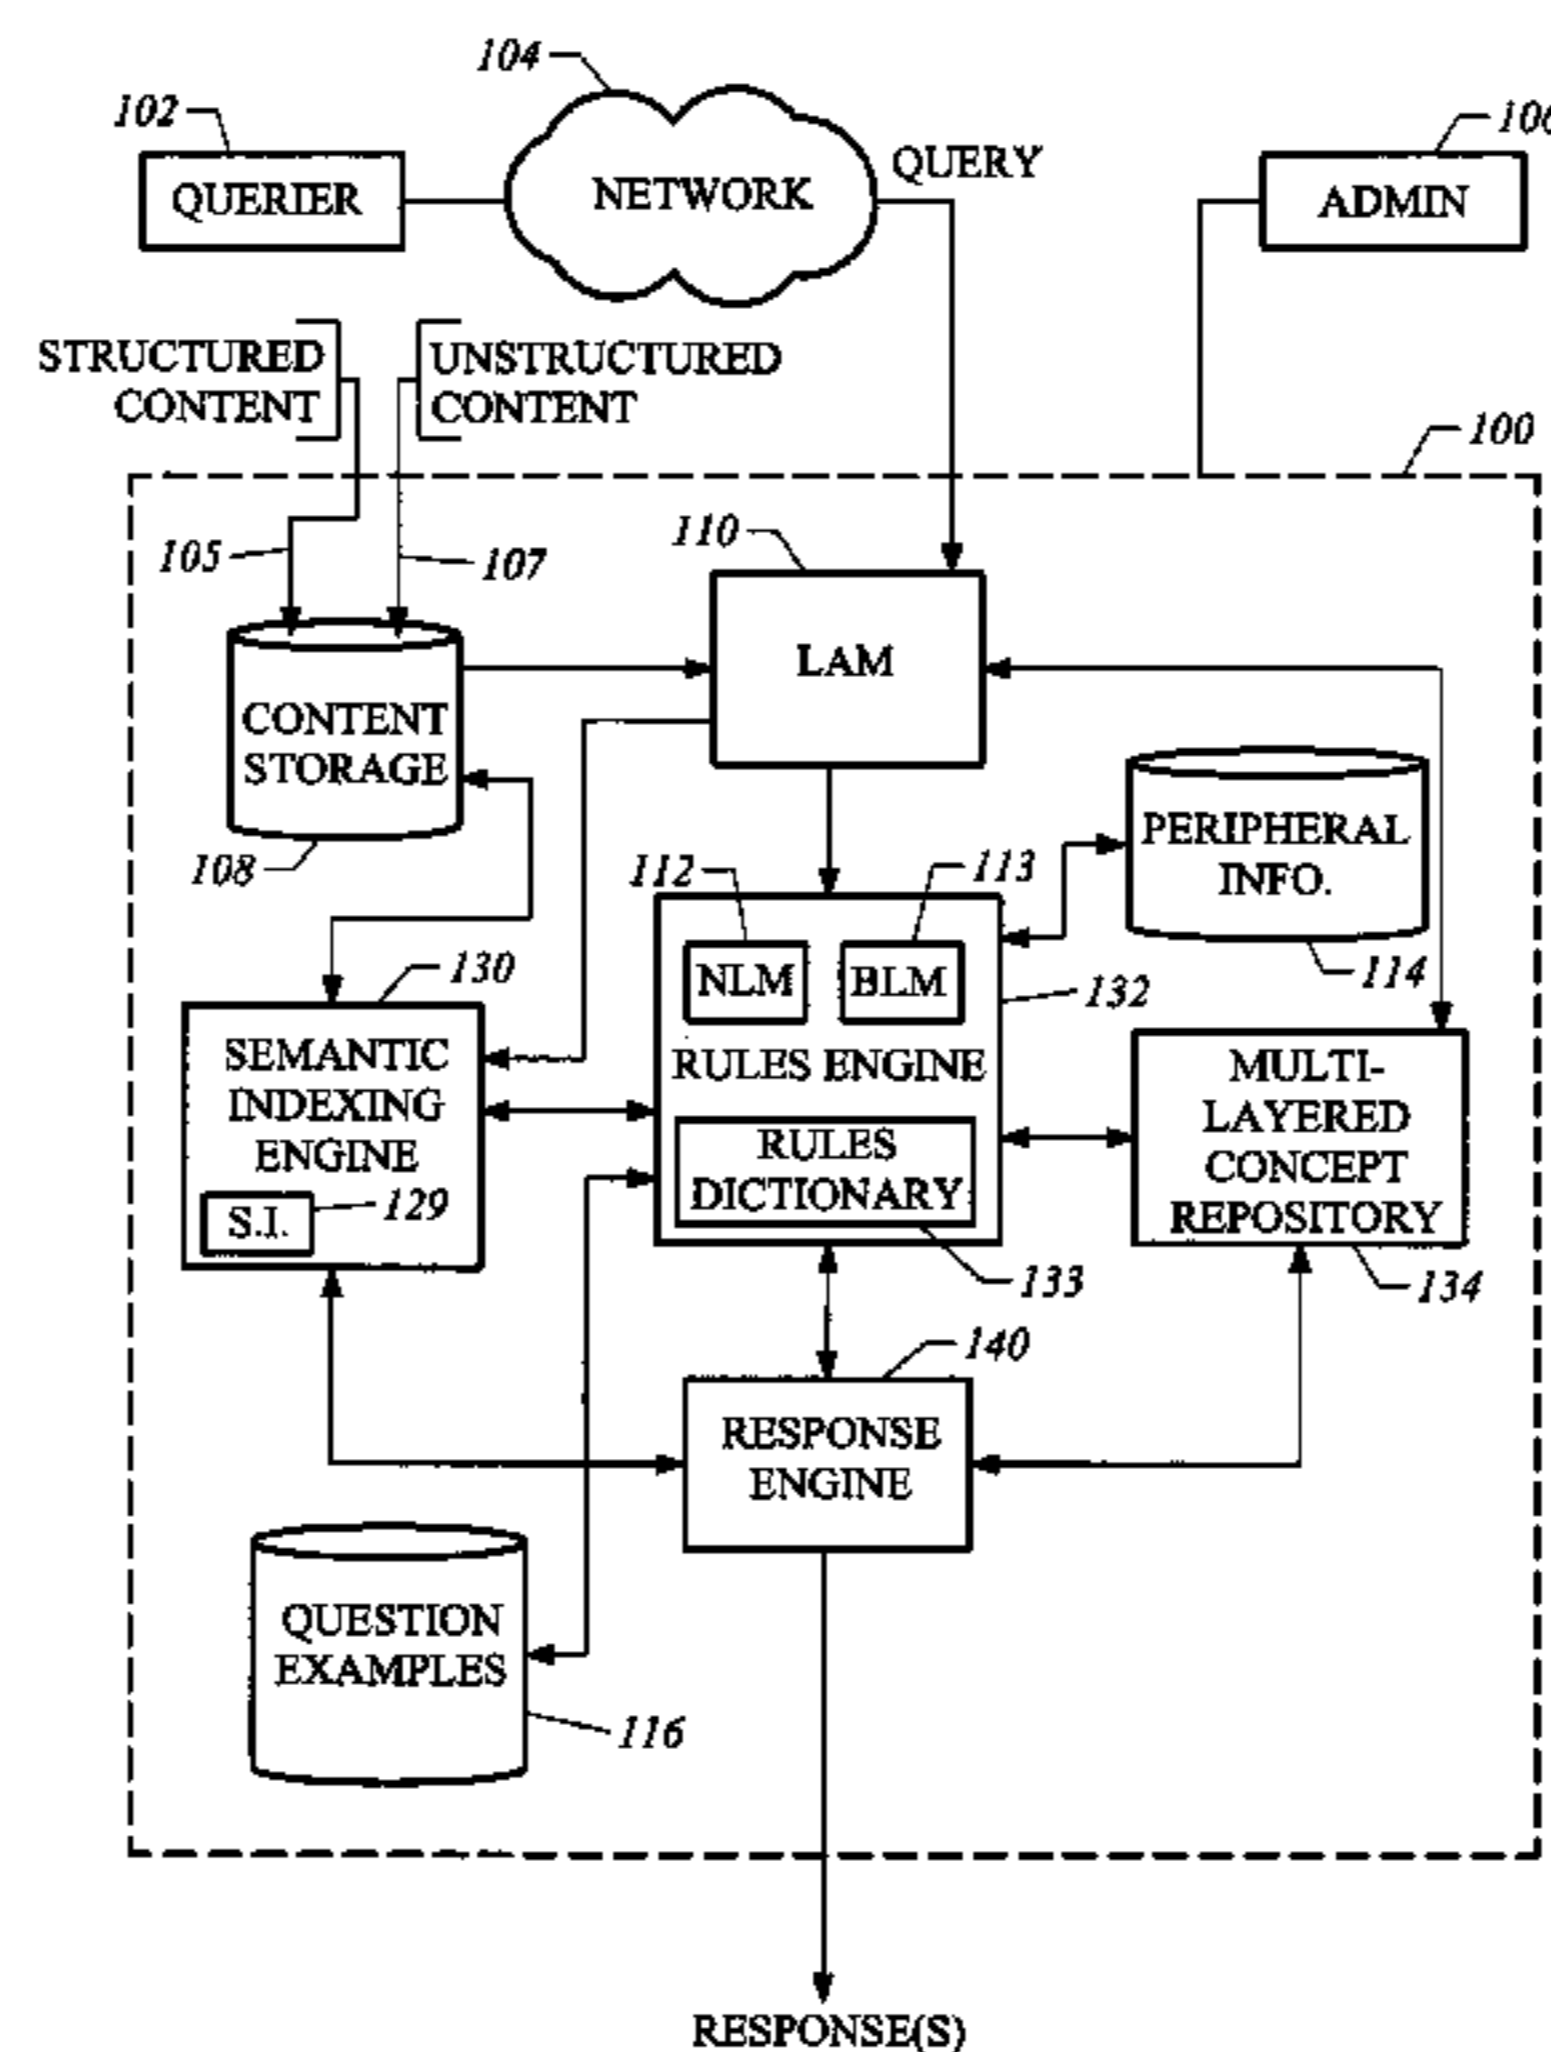 104
102
106
QUERY
QUERIER
NETWORK
ADMIN
STRUCTURED
CONTENT
UNSTRUCTURED
CONTENT
100
110
105
107
LAM
CONTENT
STORAGE
108
PERIPHERAL
INFO.
114
112
113
NLM
BLM
132
RULES ENGINE
130
SEMANTIC
INDEXING
ENGINE
S.I.
129
RULES
DICTIONARY
133
MULTI-
LAYERED
CONCEPT
REPOSITORY
134
140
RESPONSE
ENGINE
QUESTION
EXAMPLES
116
RESPONSE(S)